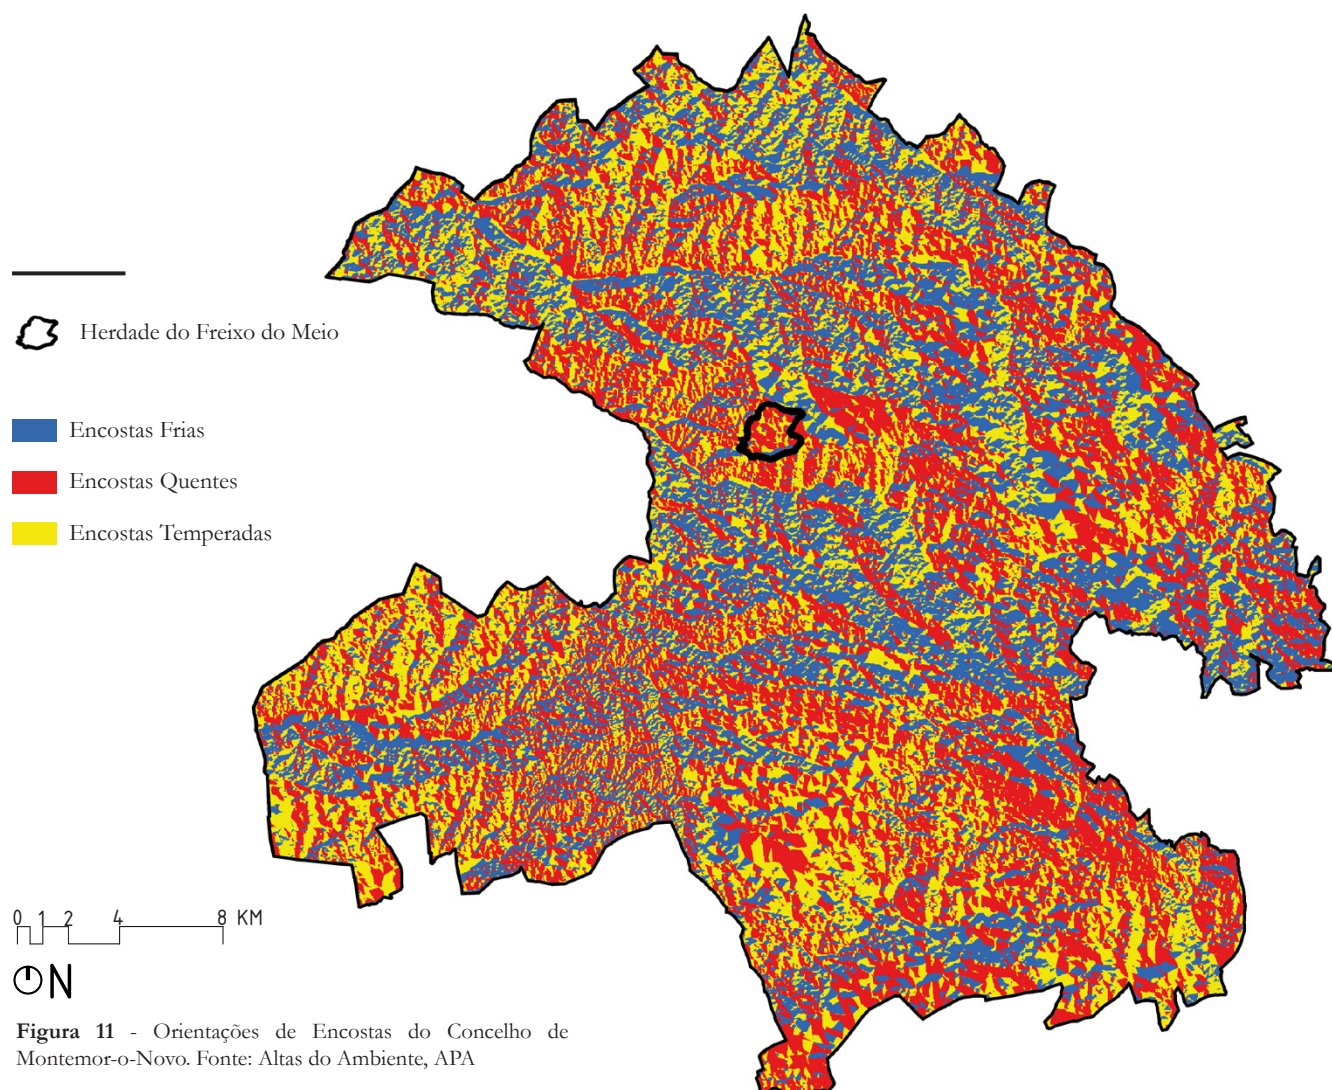 Herdade do Freixo do Meio
Encostas Frias
Encostas Quentes
Encostas Temperadas
0 1 2 4 8 KM
N
Figura 11 - Orientações de Encostas do Concelho de
Montemor-o-Novo. Fonte: Altas do Ambiente, APA